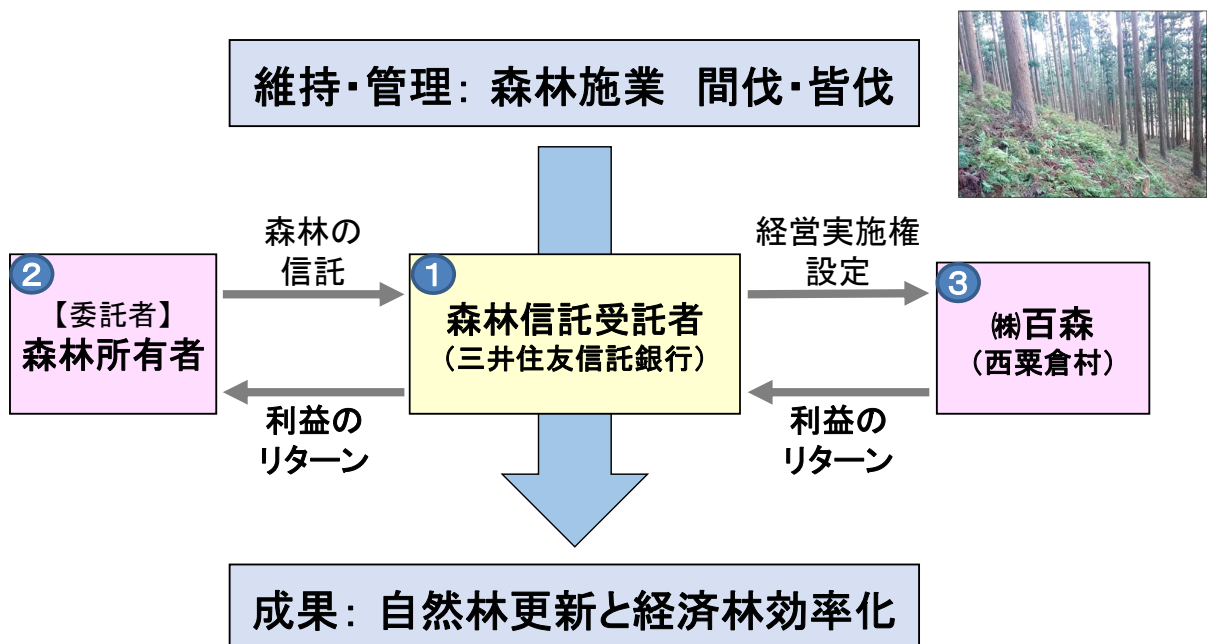 維持・管理： 森林施業 間伐・皆伐
森林の
信託
経営実施権
設定
②
【委託者】
森林所有者
①
森林信託受託者
（三井住友信託銀行）
③
㈱百森
（西粟倉村）
利益の
リターン
利益の
リターン
成果： 自然林更新と経済林効率化